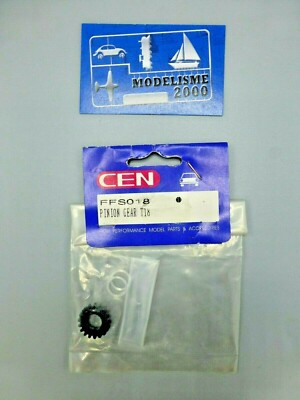 MODELISME
2000
CEN
FFS018
PINION GEAR T18
HIGH PERFORMANCE MODEL PARTS & ACCESSORIES